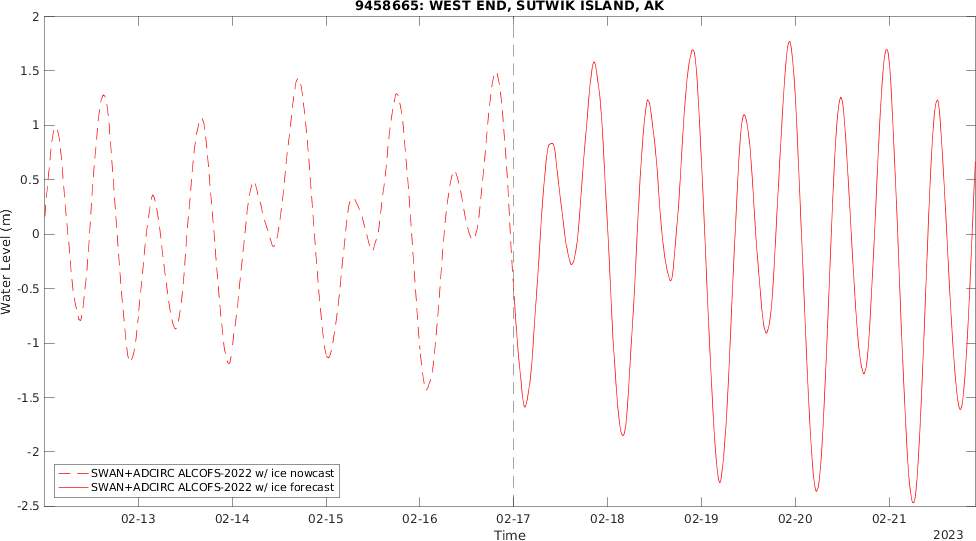 9458665: WEST END, SUTWIK ISLAND, AK
2
1.5
1
0.5
0
-0.5
-1
-1.5
-2
-2.5
Water Level (m)
SWAN+ADCIRC ALCOFS-2022 w/ ice nowcast
SWAN+ADCIRC ALCOFS-2022 w/ ice forecast
02-13 02-14 02-15 02-16 02-17 02-18 02-19 02-20 02-21
Time
2023